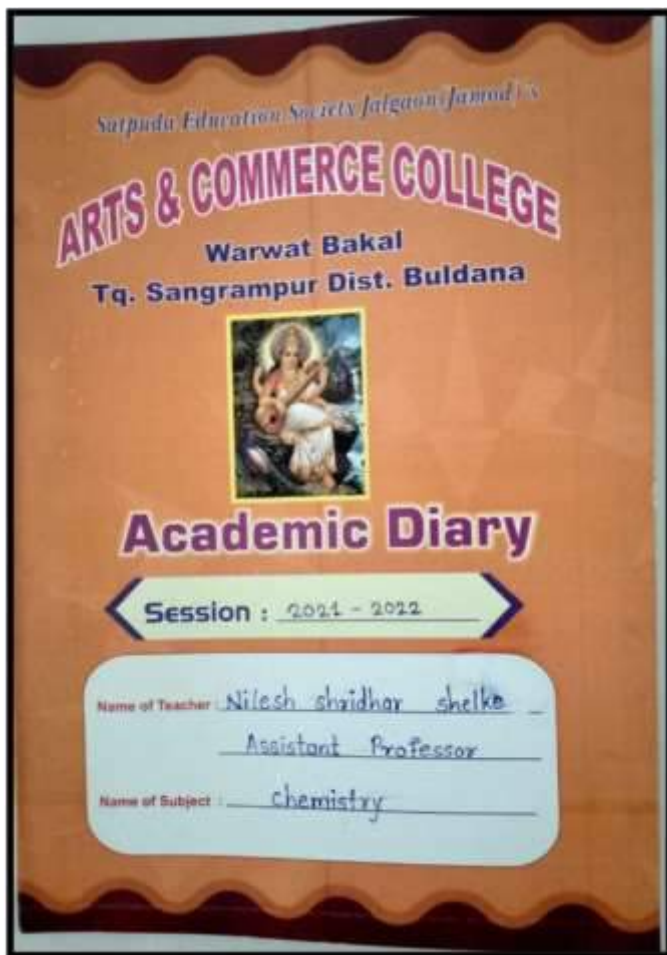 Satpuda Education Society Jalgaon(Jamod)'s
ARTS & COMMERCE COLLEGE
Warwat Bakal
Tq. Sangrampur Dist. Buldana
Academic Diary
Session : 2021 - 2022
Name of Teacher : Nilesh shridhar shelke
Assistant Professor
Name of Subject : chemistry